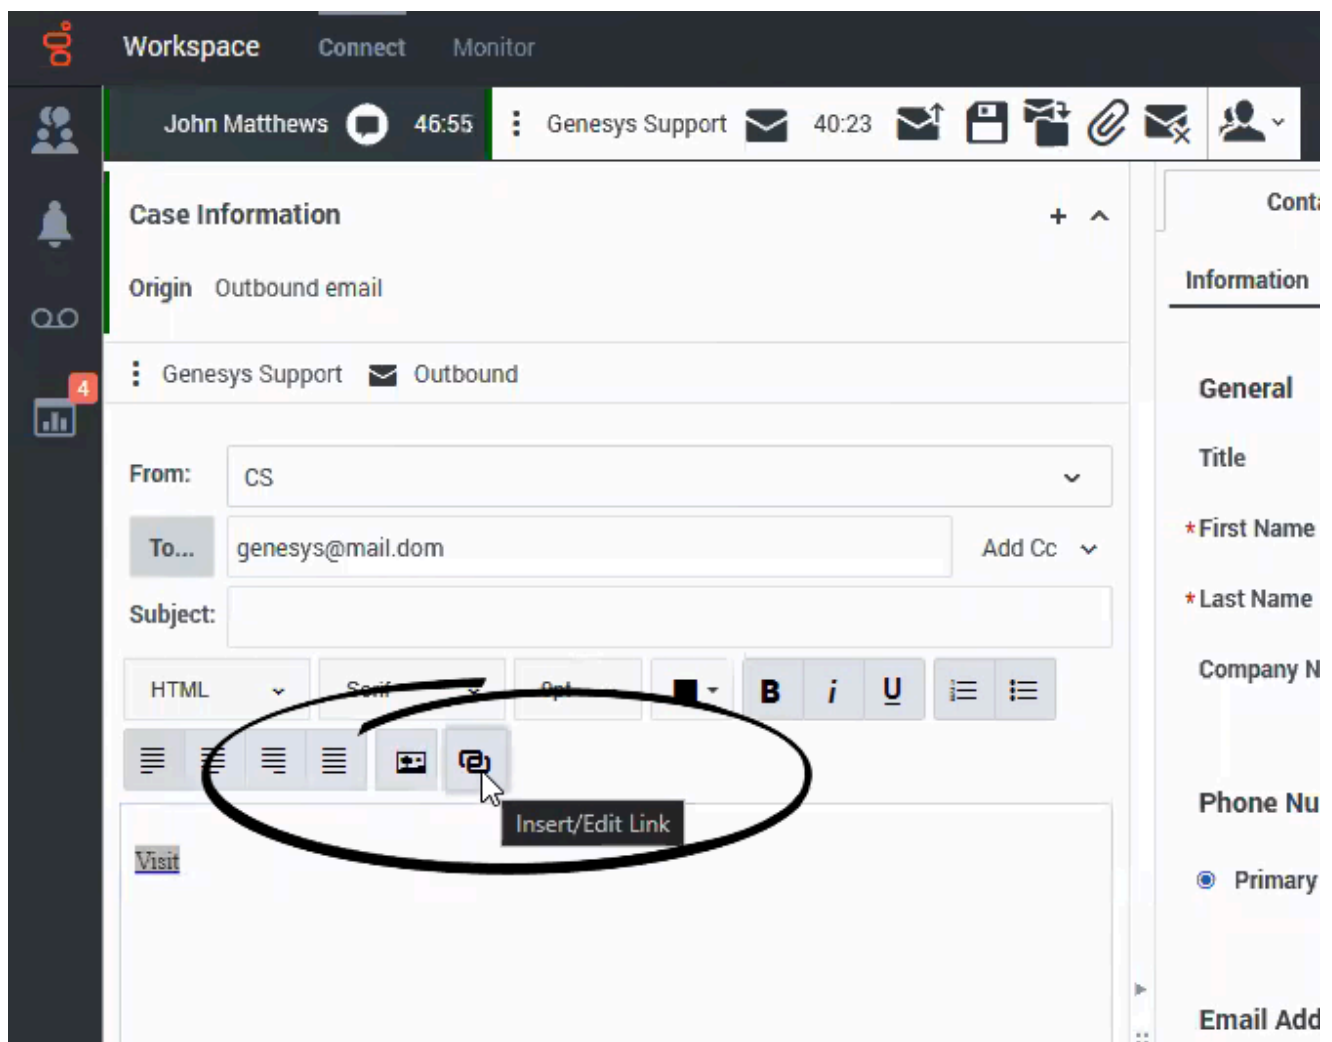 Workspace Connect Monitor
John Matthews 46:55 Genesys Support 40:23
Case Information
Conta
Origin Outbound email
Information
4
Genesys Support Outbound
General
From: CS
Title
To... genesys@mail.dom Add Cc
*First Name
Subject:
*Last Name
HTML Serif 0pt B i U
Company N
Insert/Edit Link
Phone Nu
Visit
Primary
Email Add